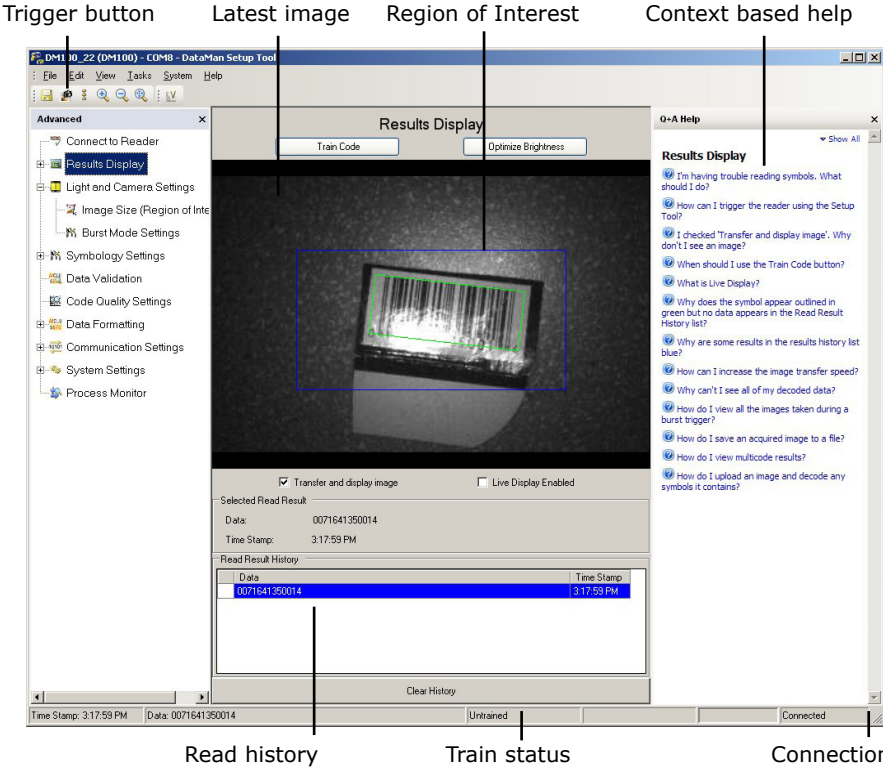 Trigger button Latest image Region of Interest Context based help
DM100_22 (DM100) - COM8 - DataMan Setup Tool
File Edit View Tasks System Help
Advanced x
Connect to Reader
Results Display
Light and Camera Settings
Image Size (Region of Inte
Burst Mode Settings
Symbology Settings
Data Validation
Code Quality Settings
Data Formatting
Communication Settings
System Settings
Process Monitor
Results Display
Train Code Optimize Brightness
Transfer and display image Live Display Enabled
Selected Read Result
Data: 0071641350014
Time Stamp: 3:17:59 PM
Read Result History
Data Time Stamp
0071641350014 3:17:59 PM
Clear History
Q+A Help x
Show All
Results Display
I'm having trouble reading symbols. What
should I do?
How can I trigger the reader using the Setup
Tool?
I checked 'Transfer and display image'. Why
don't I see an image?
When should I use the Train Code button?
What is Live Display?
Why does the symbol appear outlined in
green but no data appears in the Read Result
History list?
Why are some results in the results history list
blue?
How can I increase the image transfer speed?
Why can't I see all of my decoded data?
How do I view all the images taken during a
burst trigger?
How do I save an acquired image to a file?
How do I view multicode results?
How do I upload an image and decode any
symbols it contains?
Time Stamp: 3:17:59 PM Data: 0071641350014 Untrained Connected
Read history Train status Connection